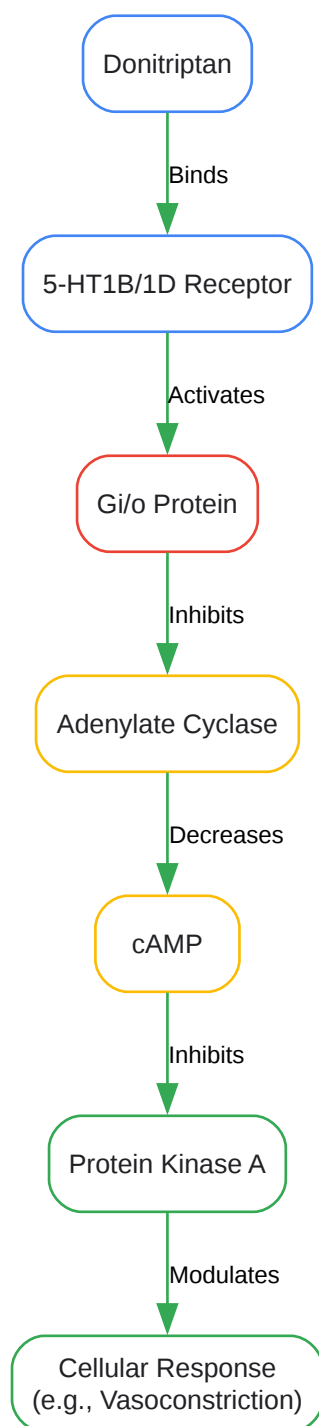 Donitriptan
Binds
5-HT1B/1D Receptor
Activates
Gi/o Protein
Inhibits
Adenylate Cyclase
Decreases
cAMP
Inhibits
Protein Kinase A
Modulates
Cellular Response
(e.g., Vasoconstriction)